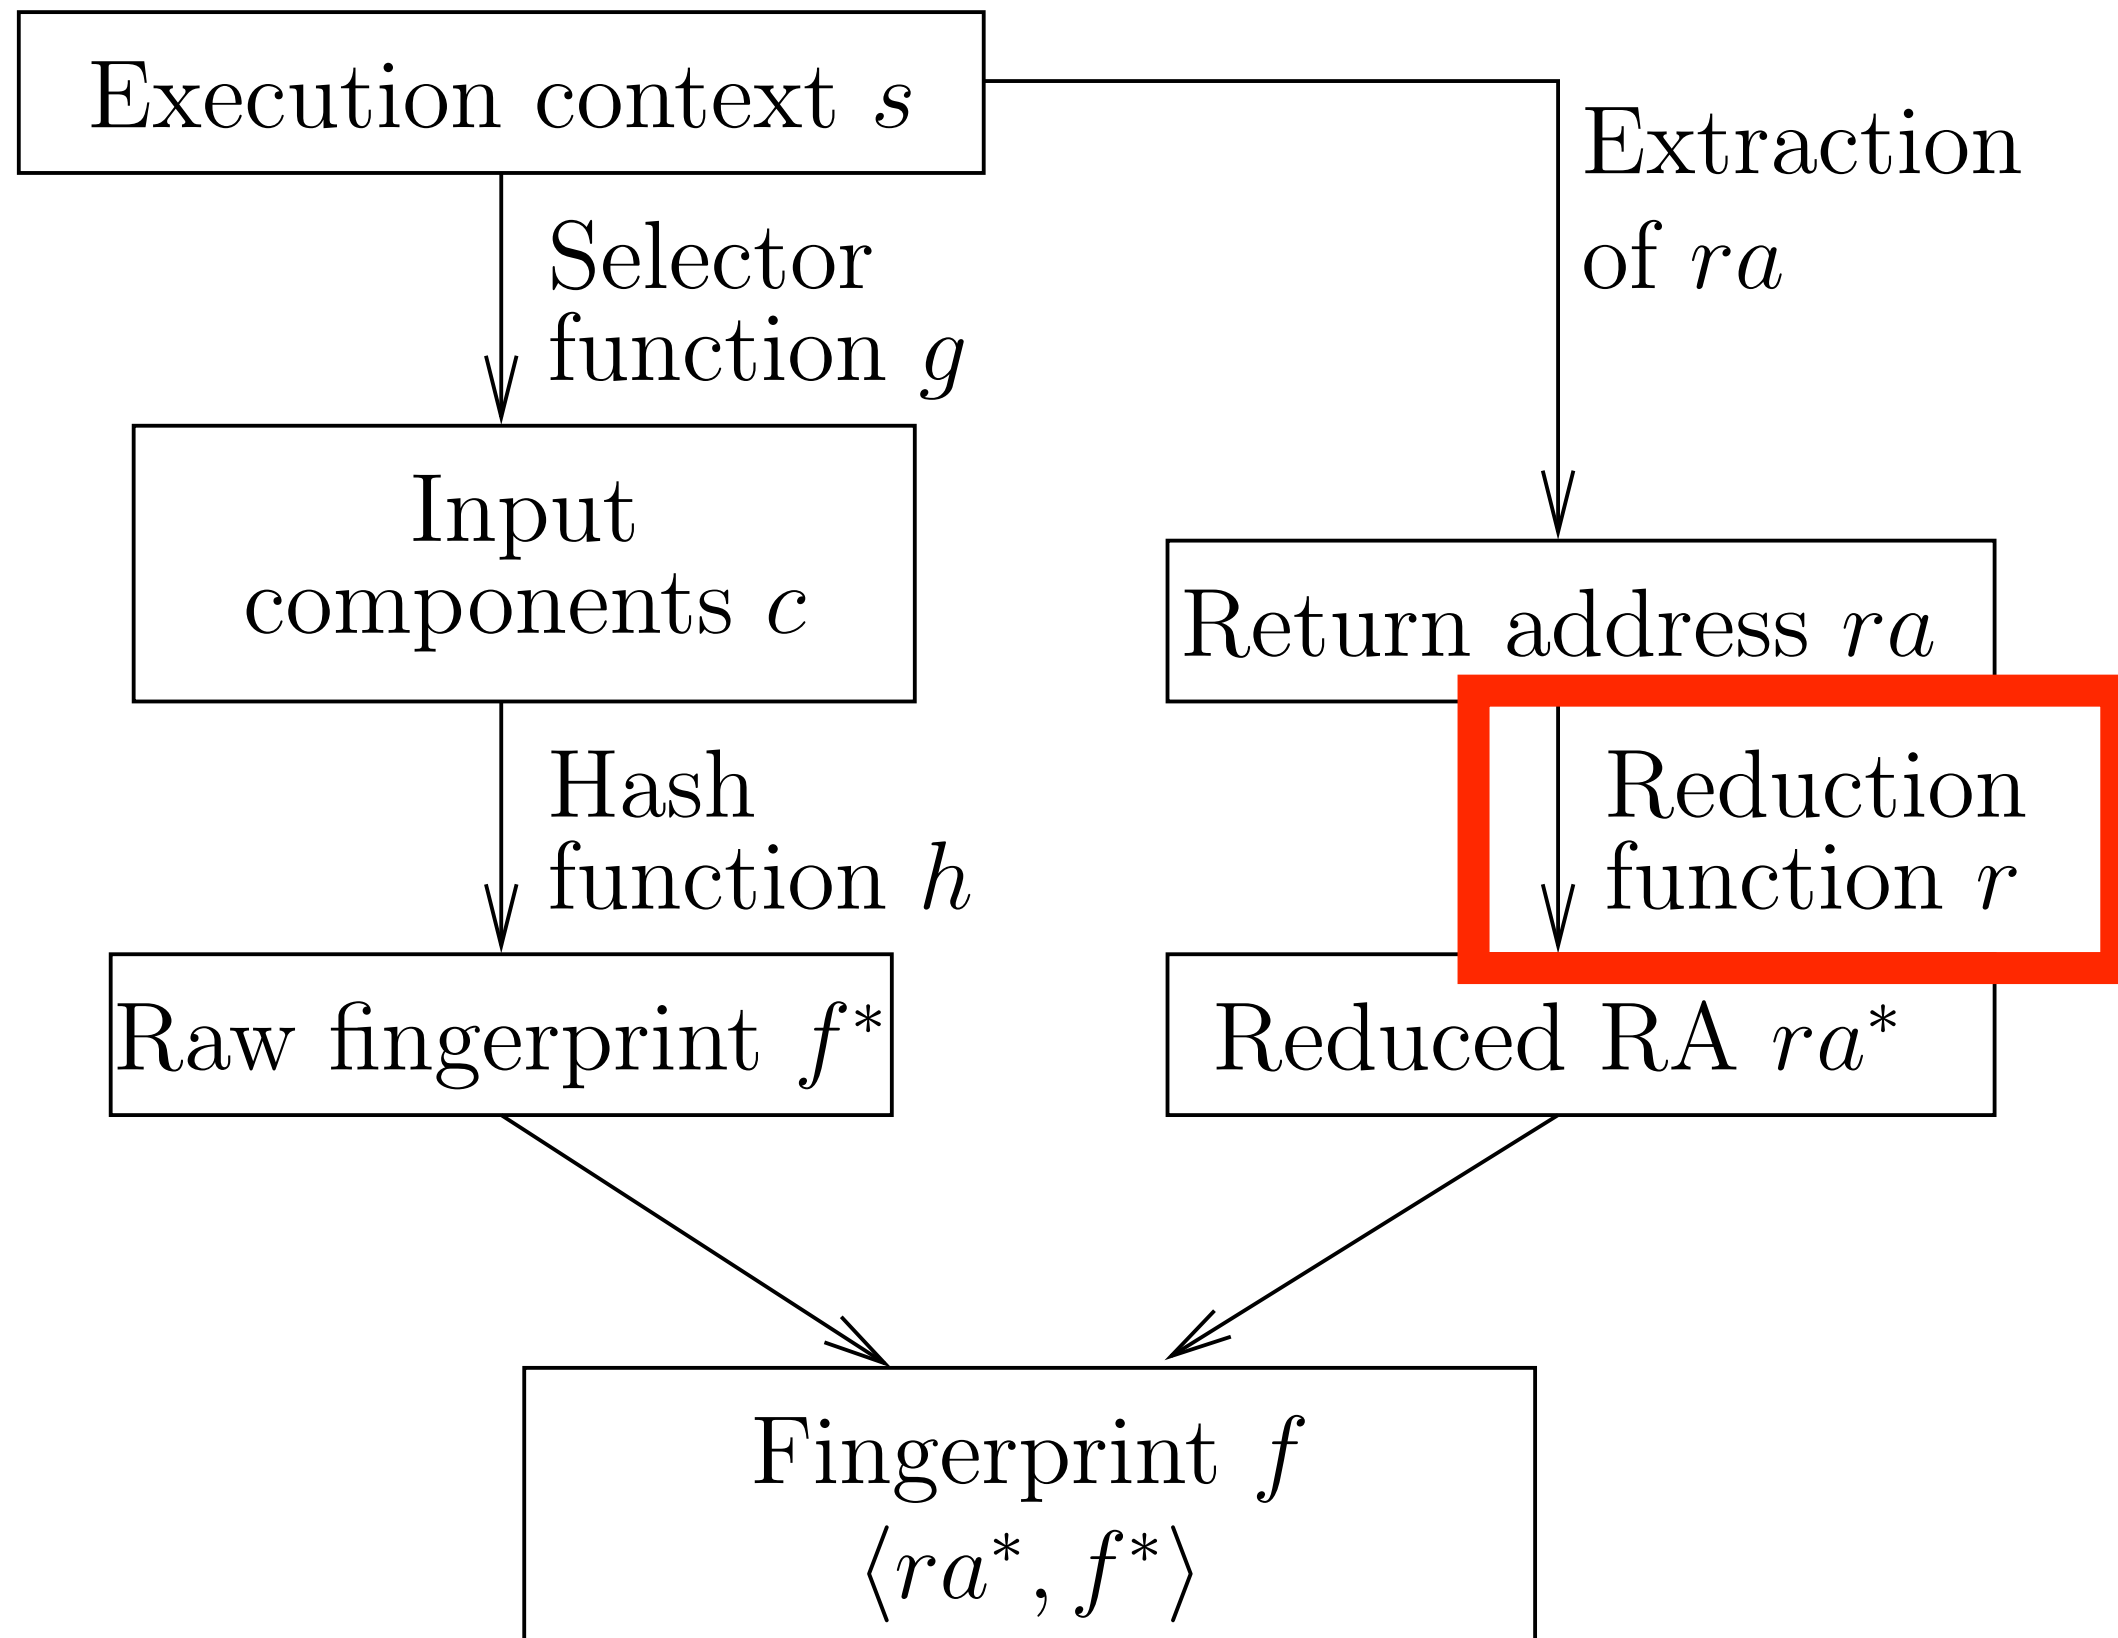 Execution context s
Extraction
of ra
Selector
function g
Input
components c
Return address ra
Hash
function h
Reduction
function r
Raw fingerprint f*
Reduced RA ra*
Fingerprint f
⟨ra*, f*⟩